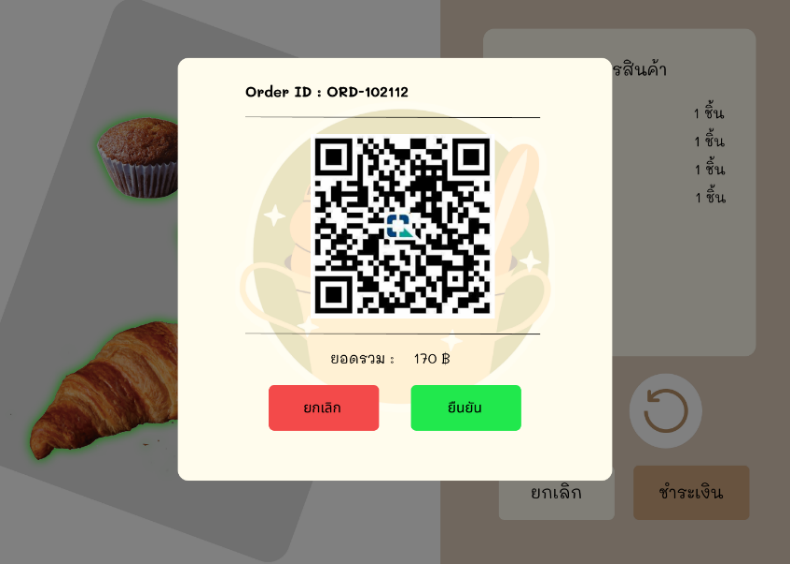 Order ID : ORD-102112
รสินค้า
1 ชิ้น
1 ชิ้น
1 ชิ้น
1 ชิ้น
ยอดรวม : 170 ฿
ยกเลิก ยืนยัน
ยกเลิก ชำระเงิน